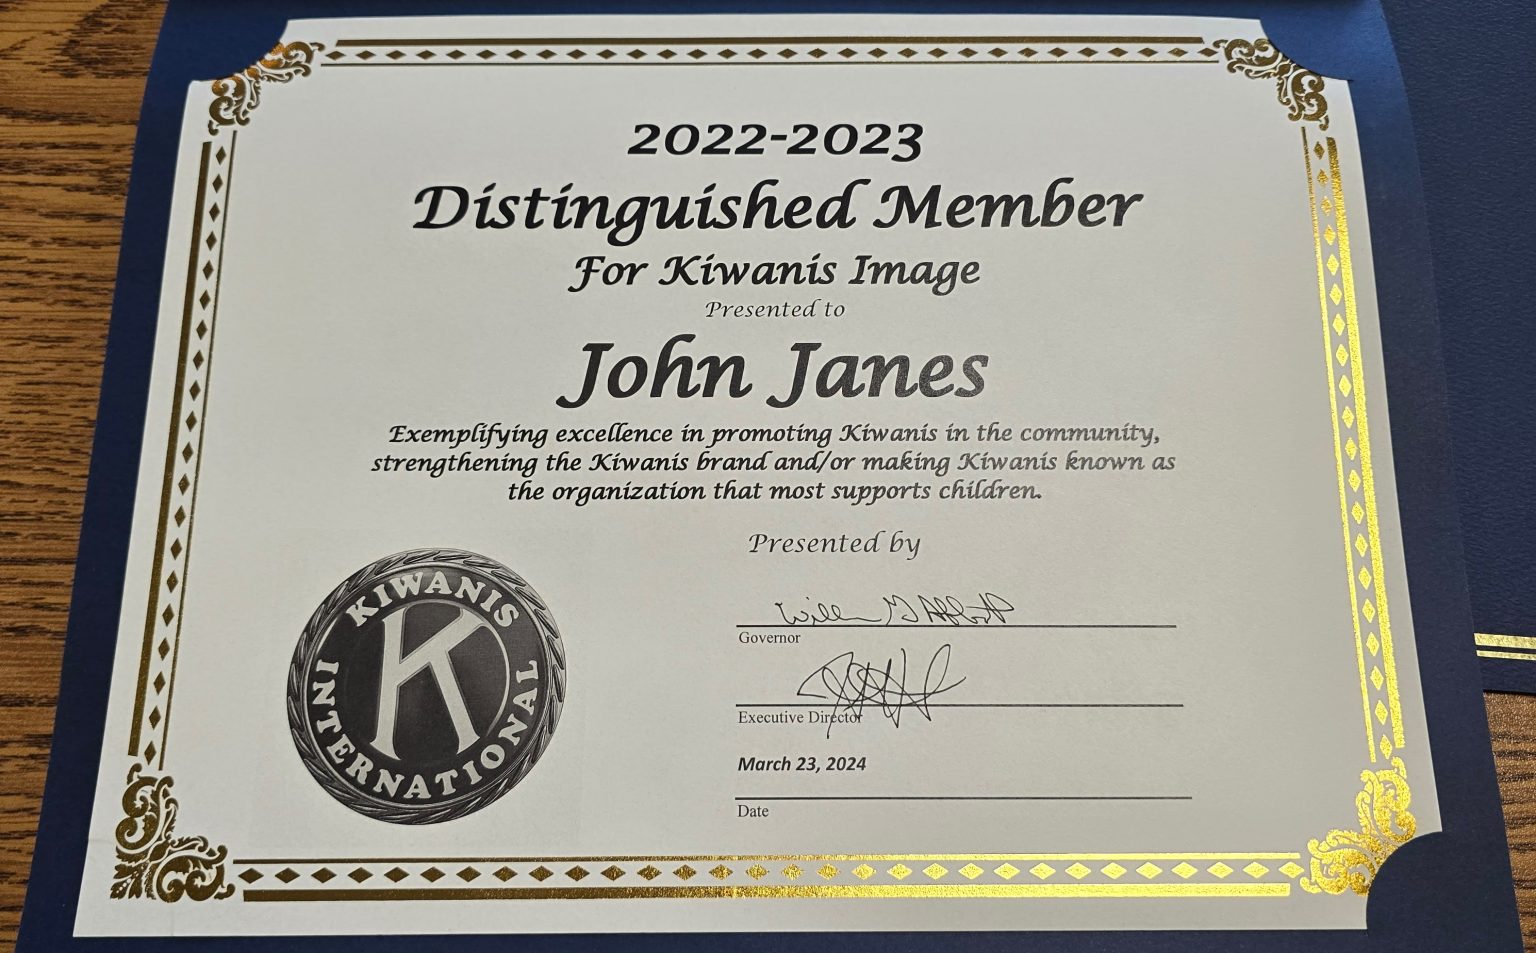 2022-2023
Distinguished Member
For Kiwanis Image
Presented to
John Janes
Exemplifying excellence in promoting Kiwanis in the community,
strengthening the Kiwanis brand and/or making Kiwanis known as
the organization that most supports children.
Presented by
Governor
Executive Director
March 23, 2024
Date
KIWANIS
K
INTERNATIONAL